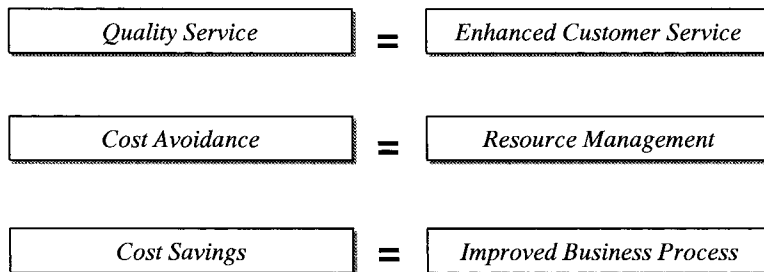 Quality Service = Enhanced Customer Service
Cost Avoidance = Resource Management
Cost Savings = Improved Business Process